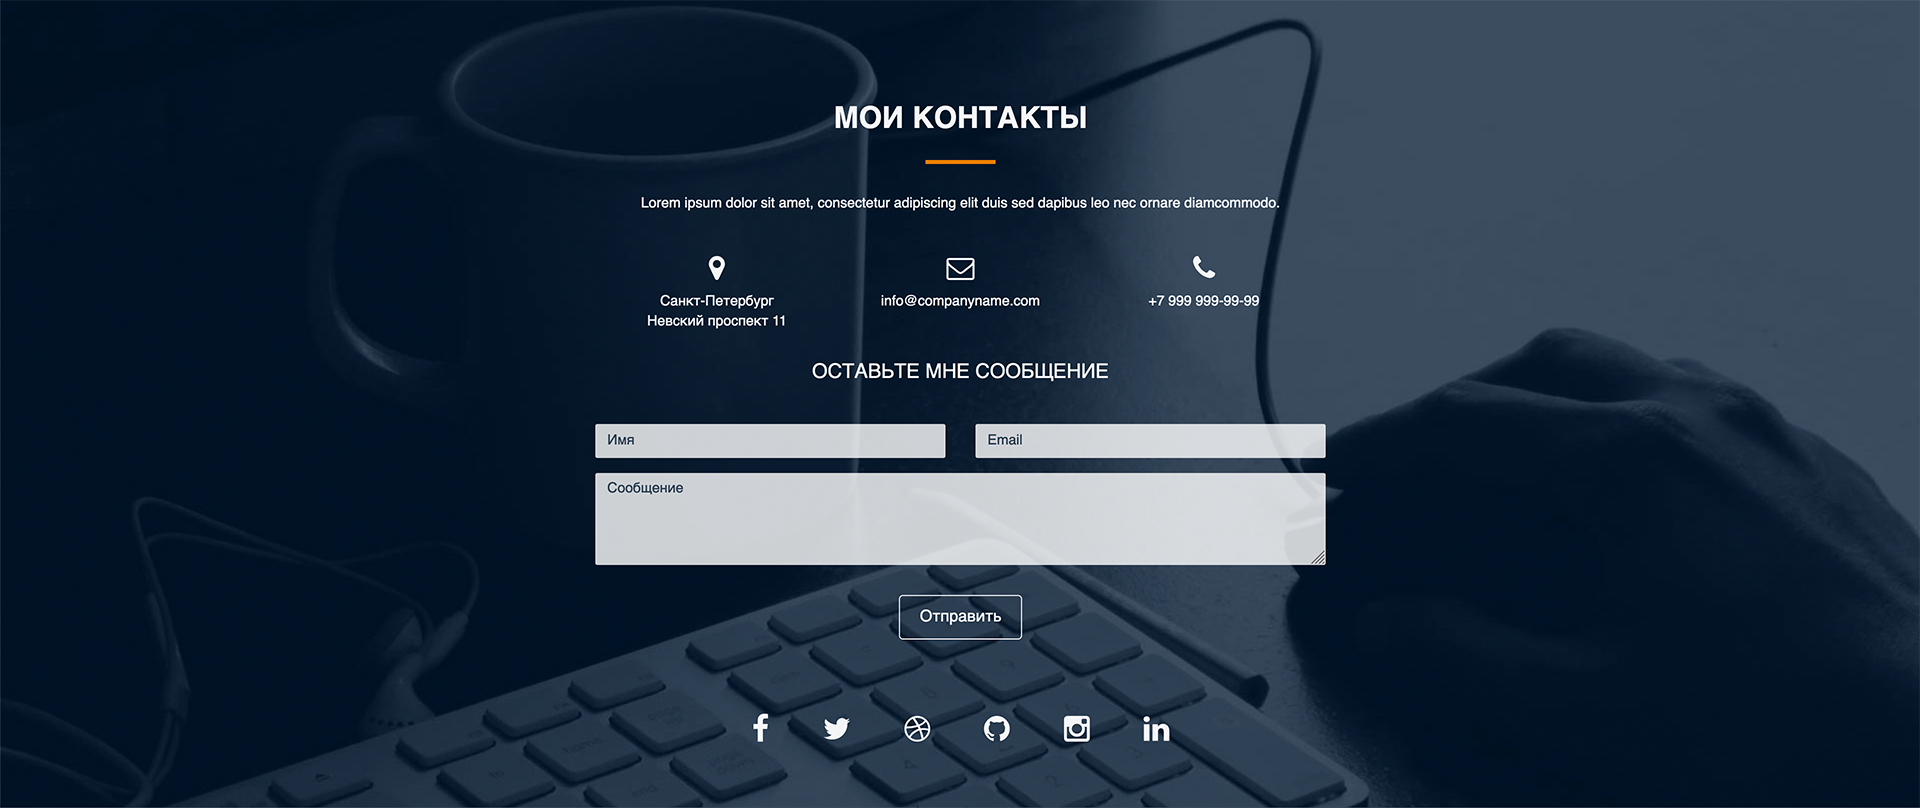 МОИ КОНТАКТЫ
Lorem ipsum dolor sit amet, consectetur adipiscing elit duis sed dapibus leo nec ornare diamcommodo.
Санкт-Петербург
Невский проспект 11
info@companyname.com
+7 999 999-99-99
ОСТАВЬТЕ МНЕ СООБЩЕНИЕ
Имя
Email
Сообщение
Отправить